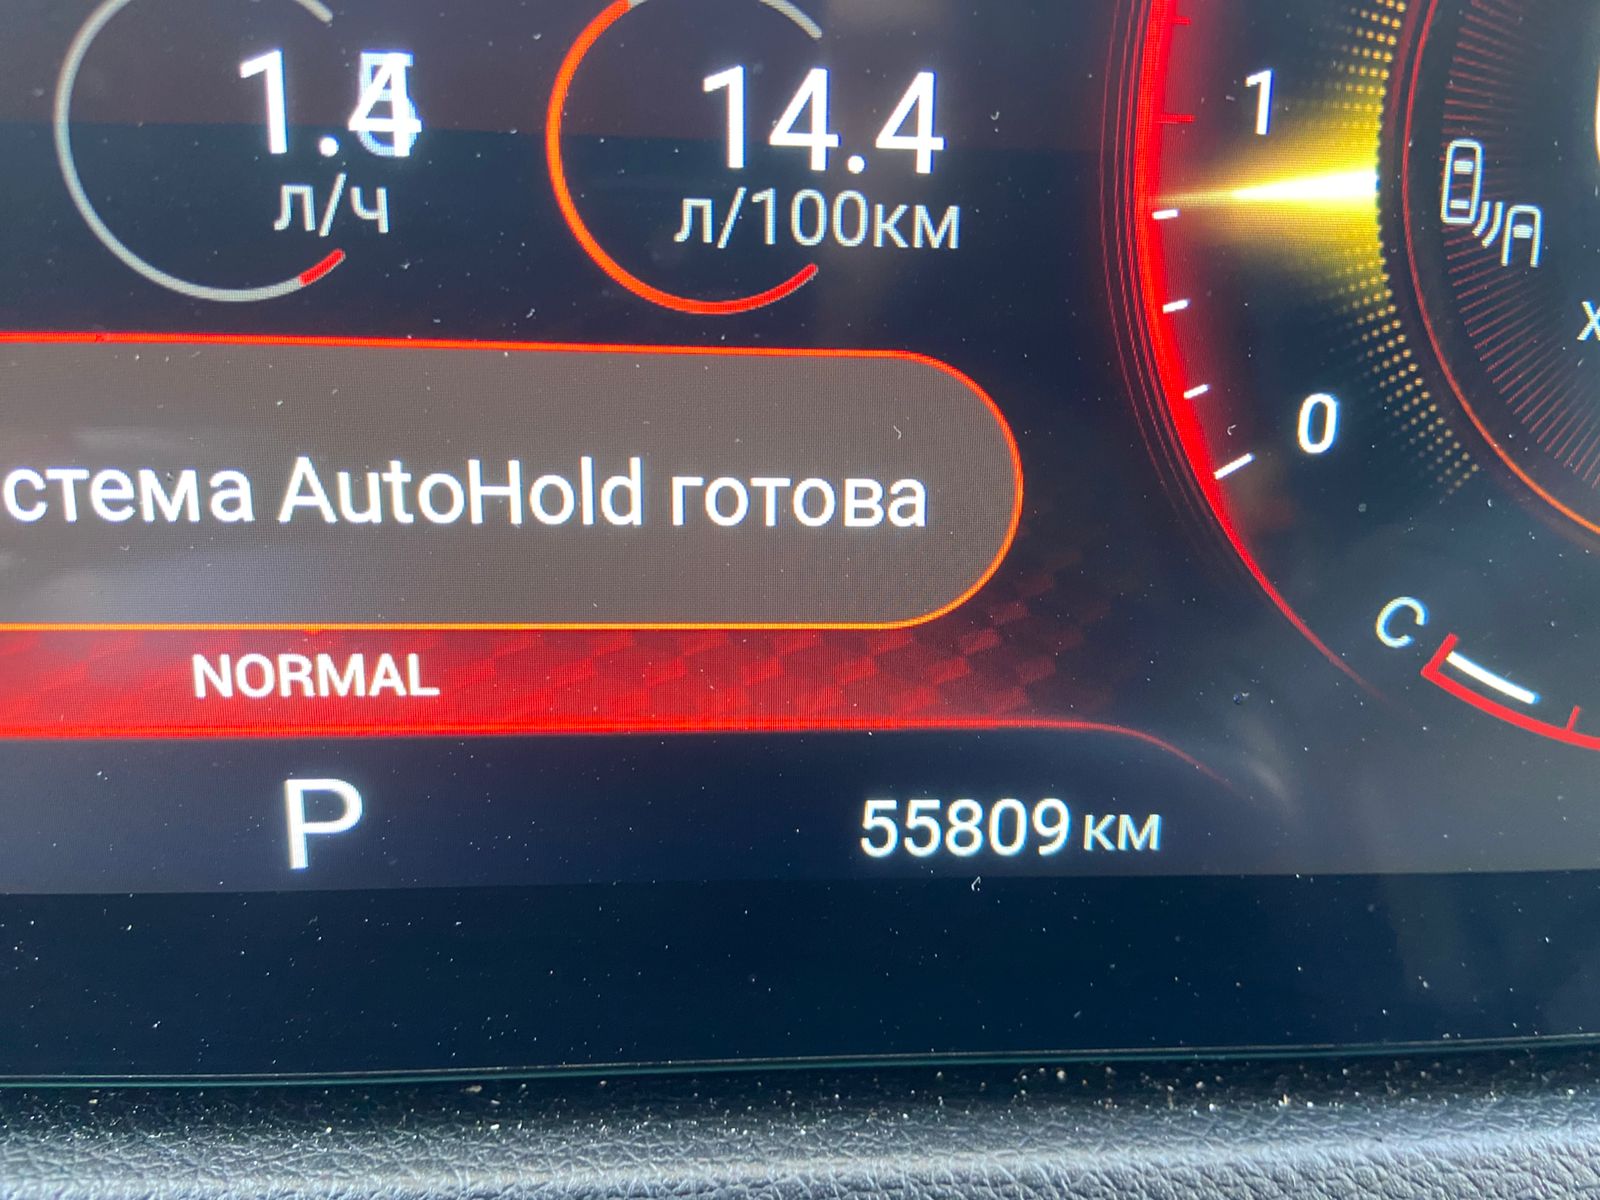 14.4
л/ч
л/100км
1
стема AutoHold готова
0
C
NORMAL
P
55809 км